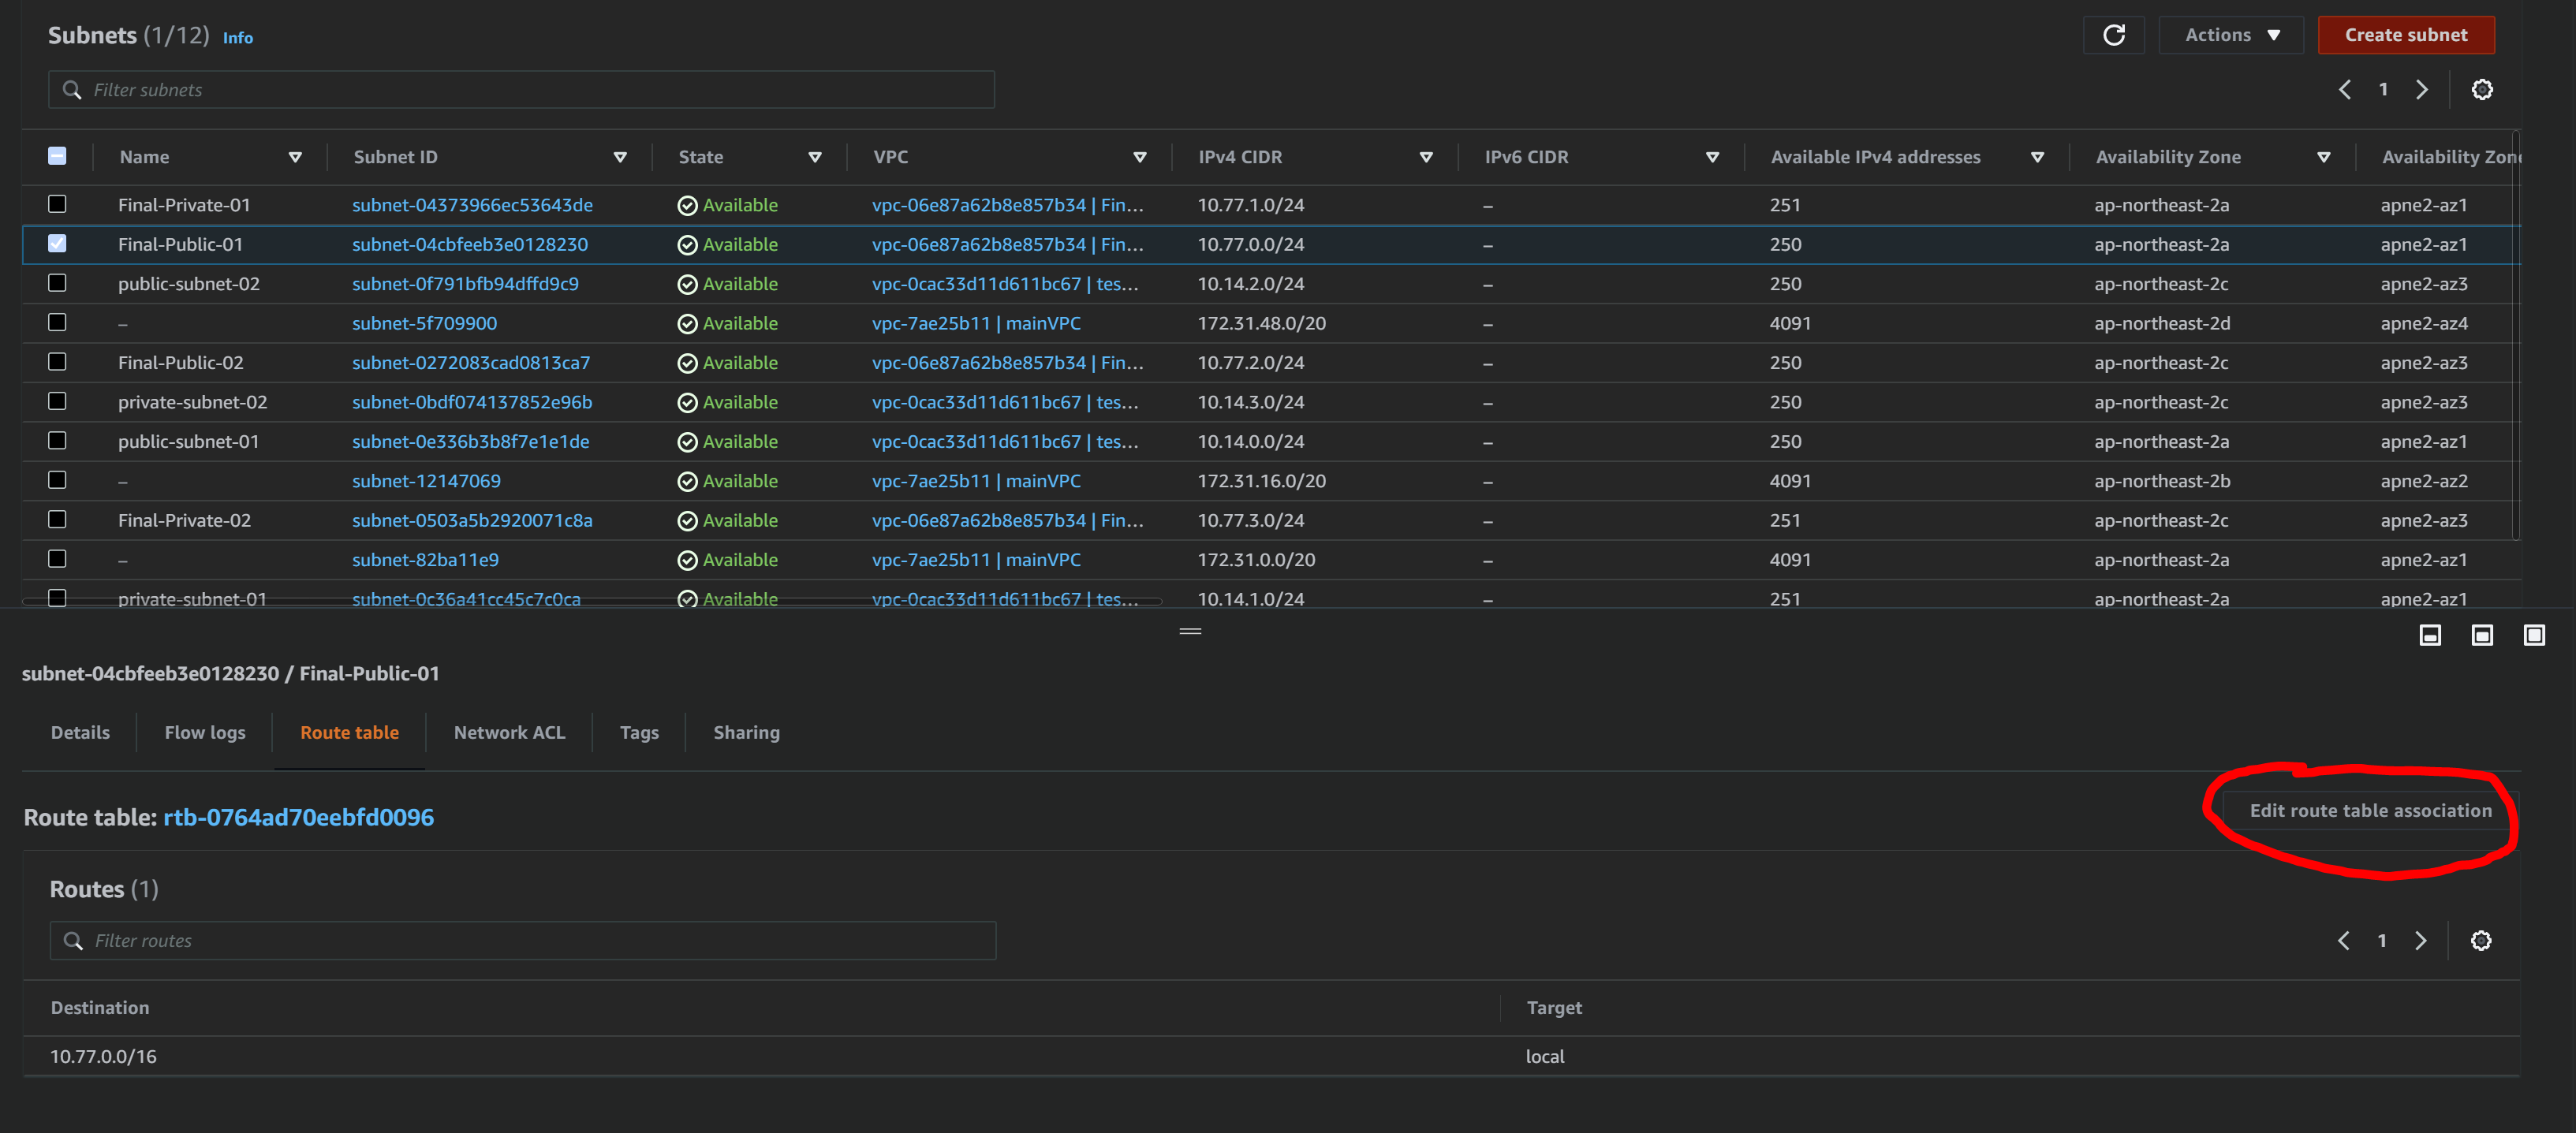 Subnets (1/12) Info
Actions Create subnet
Filter subnets
1
Name Subnet ID State VPC IPv4 CIDR IPv6 CIDR Available IPv4 addresses Availability Zone Availability Zone
Final-Private-01 subnet-04373966ec53643de Available vpc-06e87a62b8e857b34 | Fin... 10.77.1.0/24 – 251 ap-northeast-2a apne2-az1
Final-Public-01 subnet-04cbfeeb3e0128230 Available vpc-06e87a62b8e857b34 | Fin... 10.77.0.0/24 – 250 ap-northeast-2a apne2-az1
public-subnet-02 subnet-0f791bfb94dffd9c9 Available vpc-0cac33d11d611bc67 | tes... 10.14.2.0/24 – 250 ap-northeast-2c apne2-az3
– subnet-5f709900 Available vpc-7ae25b11 | mainVPC 172.31.48.0/20 – 4091 ap-northeast-2d apne2-az4
Final-Public-02 subnet-0272083cad0813ca7 Available vpc-06e87a62b8e857b34 | Fin... 10.77.2.0/24 – 250 ap-northeast-2c apne2-az3
private-subnet-02 subnet-0bdf074137852e96b Available vpc-0cac33d11d611bc67 | tes... 10.14.3.0/24 – 250 ap-northeast-2c apne2-az3
public-subnet-01 subnet-0e336b3b8f7e1e1de Available vpc-0cac33d11d611bc67 | tes... 10.14.0.0/24 – 250 ap-northeast-2a apne2-az1
– subnet-12147069 Available vpc-7ae25b11 | mainVPC 172.31.16.0/20 – 4091 ap-northeast-2b apne2-az2
Final-Private-02 subnet-0503a5b2920071c8a Available vpc-06e87a62b8e857b34 | Fin... 10.77.3.0/24 – 251 ap-northeast-2c apne2-az3
– subnet-82ba11e9 Available vpc-7ae25b11 | mainVPC 172.31.0.0/20 – 4091 ap-northeast-2a apne2-az1
private-subnet-01 subnet-0c36a41cc45c7c0ca Available vpc-0cac33d11d611bc67 | tes... 10.14.1.0/24 – 251 ap-northeast-2a apne2-az1
subnet-04cbfeeb3e0128230 / Final-Public-01
Details Flow logs Route table Network ACL Tags Sharing
Route table: rtb-0764ad70eebfd0096 Edit route table association
Routes (1)
Filter routes
1
Destination Target
10.77.0.0/16 local